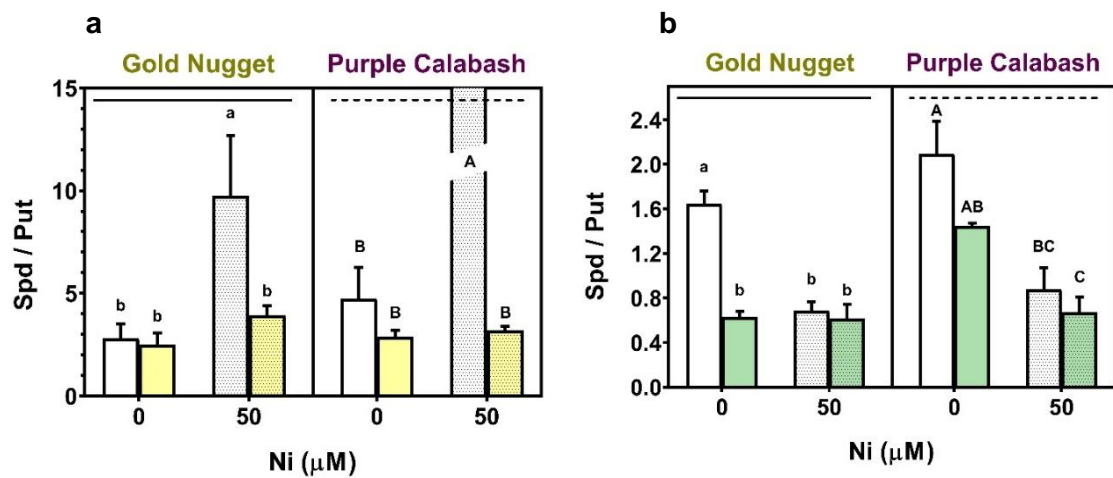 a
Gold Nugget Purple Calabash
Spd / Put
15
10
5
0
b b a b B B A B
0 50 0 50
Ni (μM)
b
Gold Nugget Purple Calabash
Spd / Put
2.4
2.0
1.6
1.2
0.8
0.4
0.0
a b b b A AB BC C
0 50 0 50
Ni (μM)